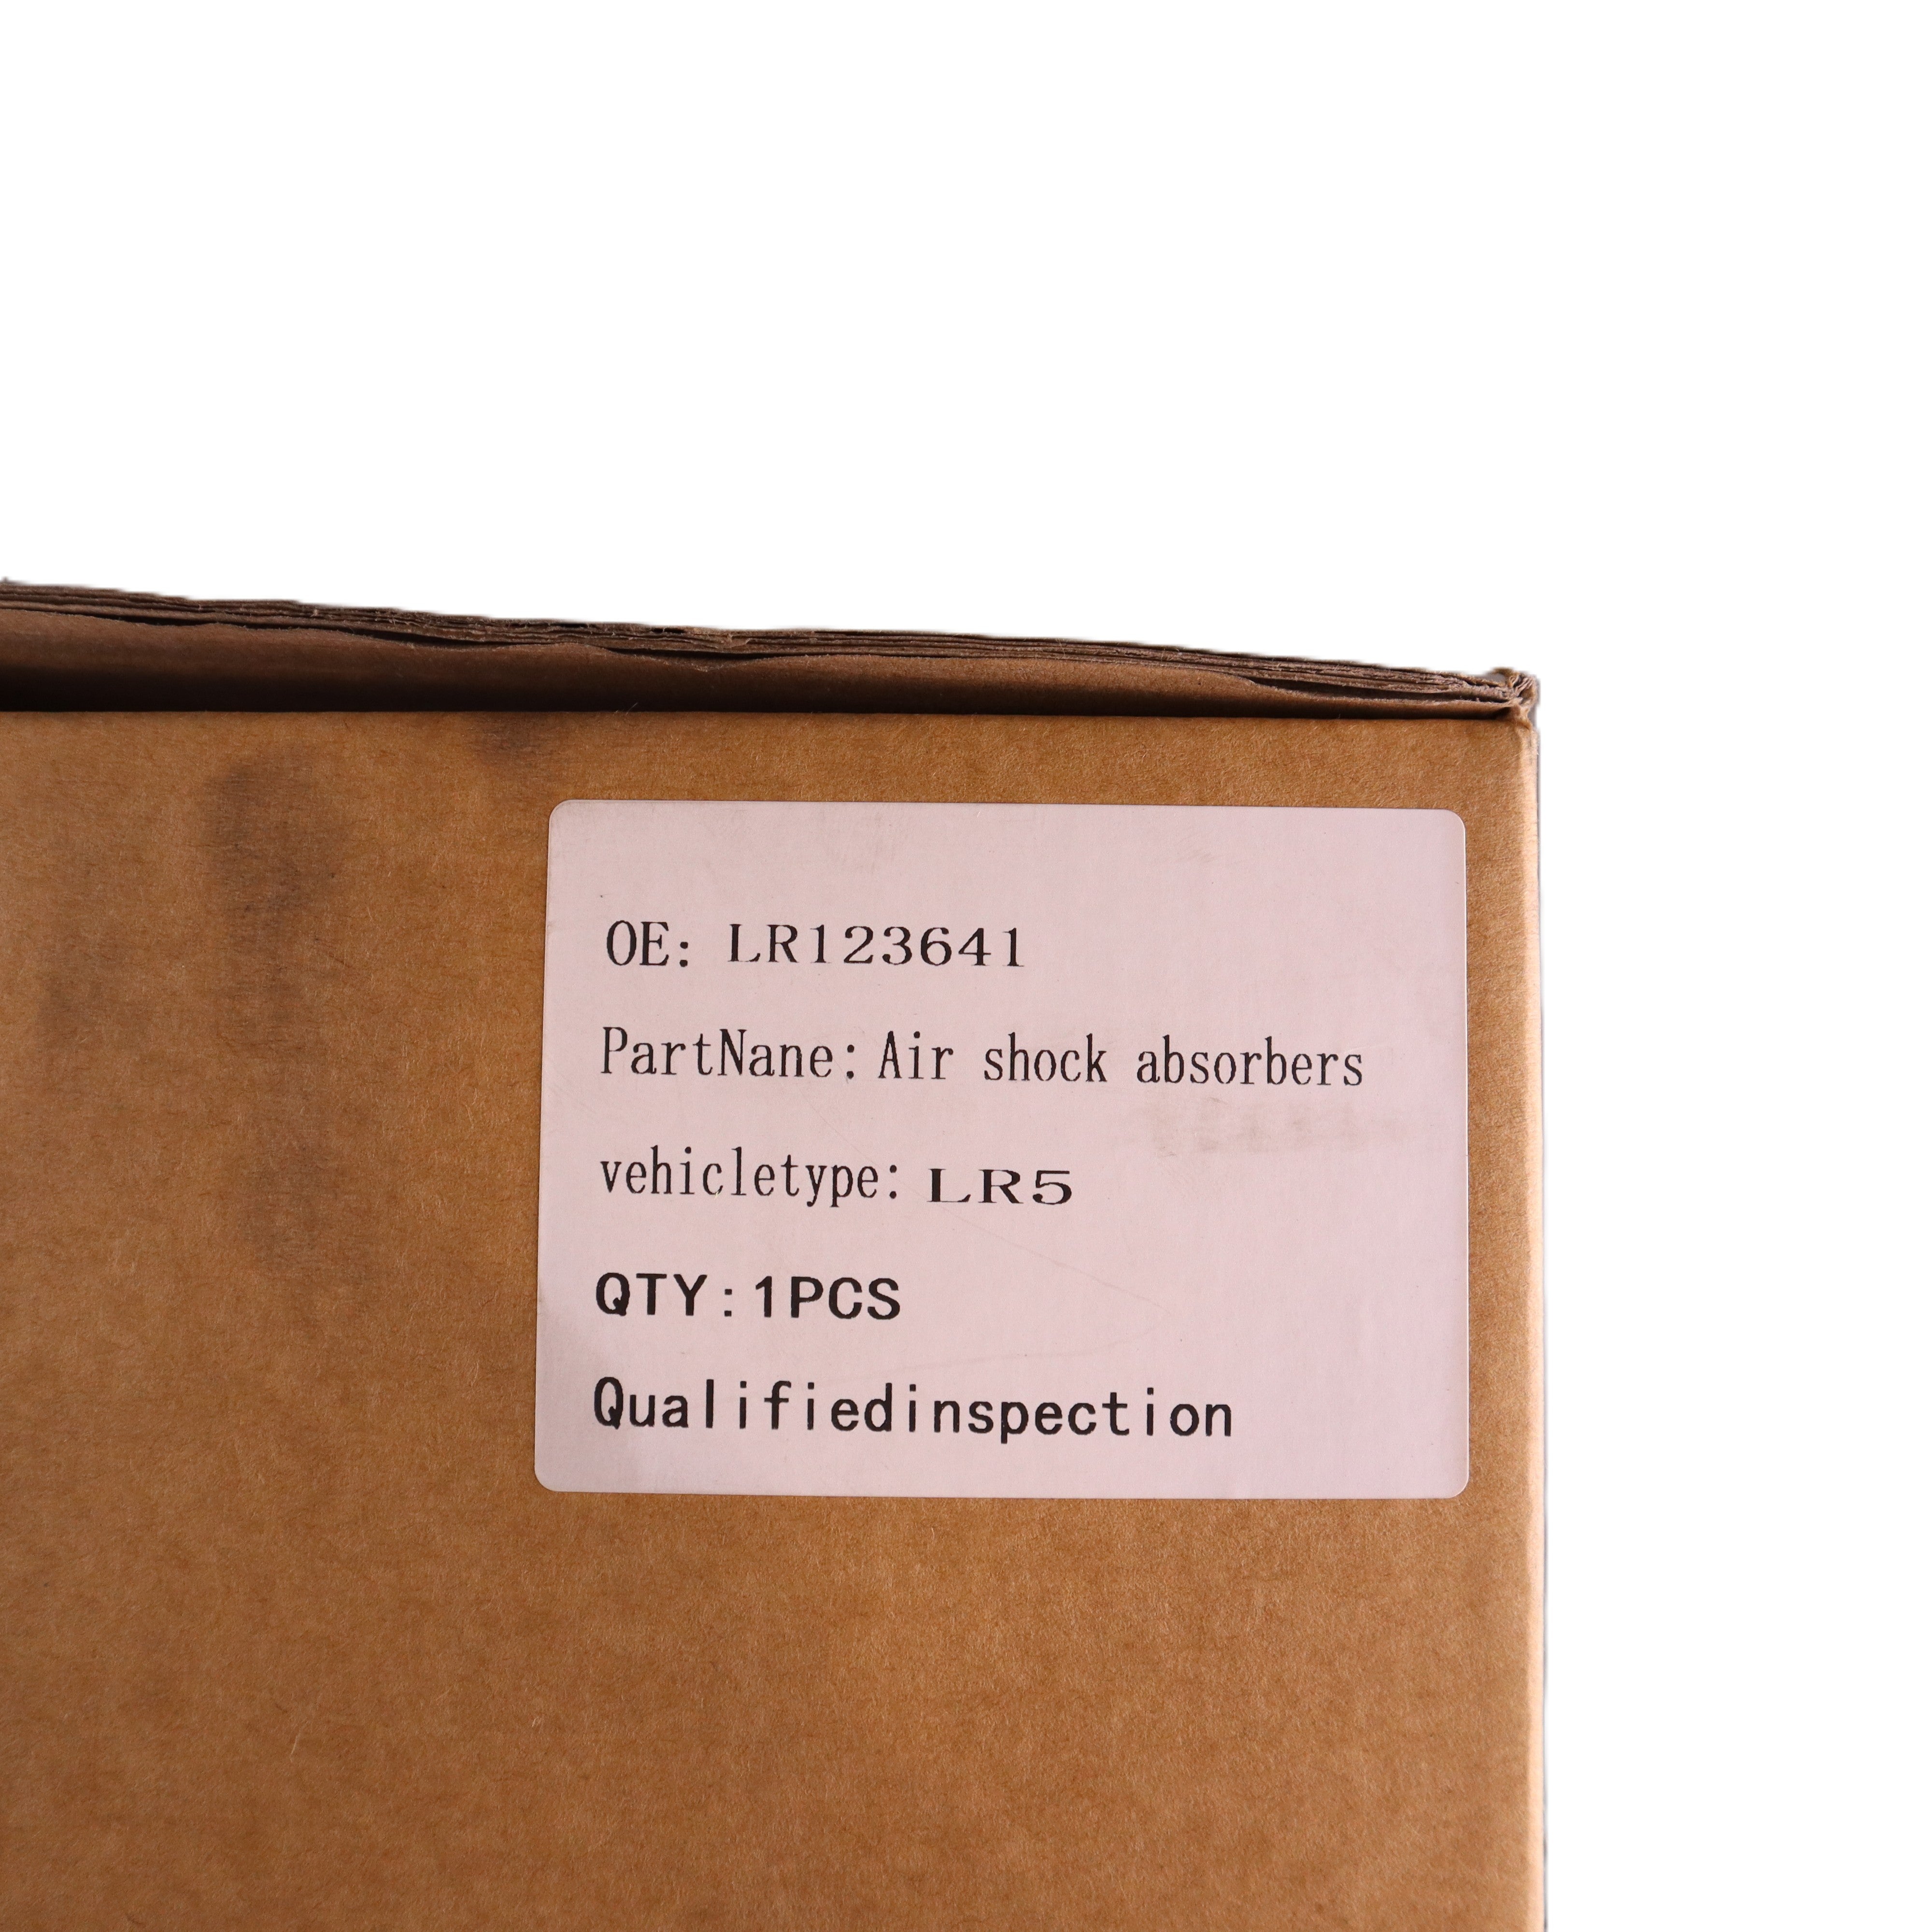 OE: LR123641
PartNane: Air shock absorbers
vehicletype: LR5
QTY:1PCS
Qualifiedinspection